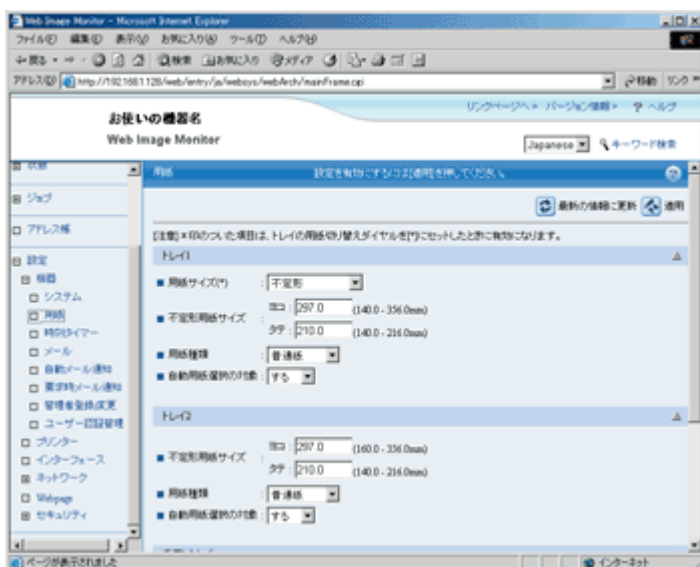 Web Image Monitor - Microsoft Internet Explorer
ファイル(F) 編集(E) 表示(V) お気に入り(A) ツール(T) ヘルプ(H)
戻る 検索 お気に入り メディア
アドレス(D) http://192.168.1.128/web/entry/ja/websys/webArch/mainFrame.cgi 移動 リンク
リンクページへ バージョン情報 ? ヘルプ
お使いの機器名
Web Image Monitor
Japanese キーワード検索
状態
ジョブ
アドレス帳
設定
機器
システム
用紙
時刻タイマー
メール
自動メール通知
要求時メール通知
管理者登録/変更
ユーザー認証管理
プリンター
インターフェース
ネットワーク
Webpage
セキュリティ
用紙 設定を有効にするには[適用]を押してください。
最新の情報に更新 適用
[注意] *印のついた項目は、トレイの用紙切り替えダイヤルを[*]にセットしたときに有効になります。
トレイ1
用紙サイズ(*) : 不定形
不定形用紙サイズ : ヨコ : 297.0 (140.0 - 356.0mm)
タテ : 210.0 (140.0 - 216.0mm)
用紙種類 : 普通紙
自動用紙選択の対象 : する
トレイ2
不定形用紙サイズ : ヨコ : 297.0 (160.0 - 356.0mm)
タテ : 210.0 (140.0 - 216.0mm)
用紙種類 : 普通紙
自動用紙選択の対象 : する
ページが表示されました インターネット